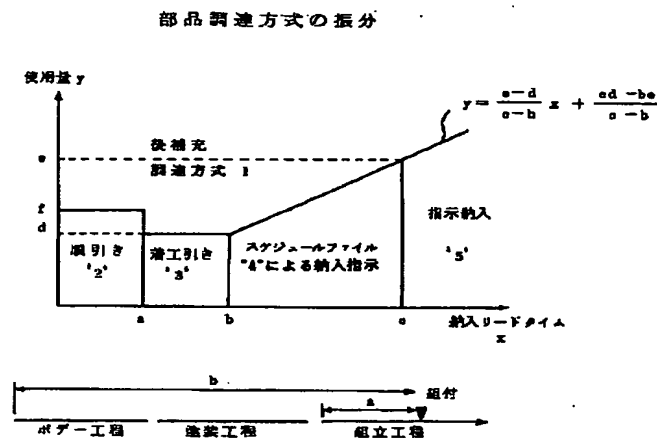 部品調達方式の振分
使用量 y
y = e-d/c-b x + cd-be/c-b
e
後補充
調達方式 1
f
d
順引き
"2"
着工引き
"3"
スケジュールファイル
"4"による納入指示
指示納入
"5"
a
b
c
納入リードタイム
x
b
組付
a
ボデー工程
塗装工程
組立工程